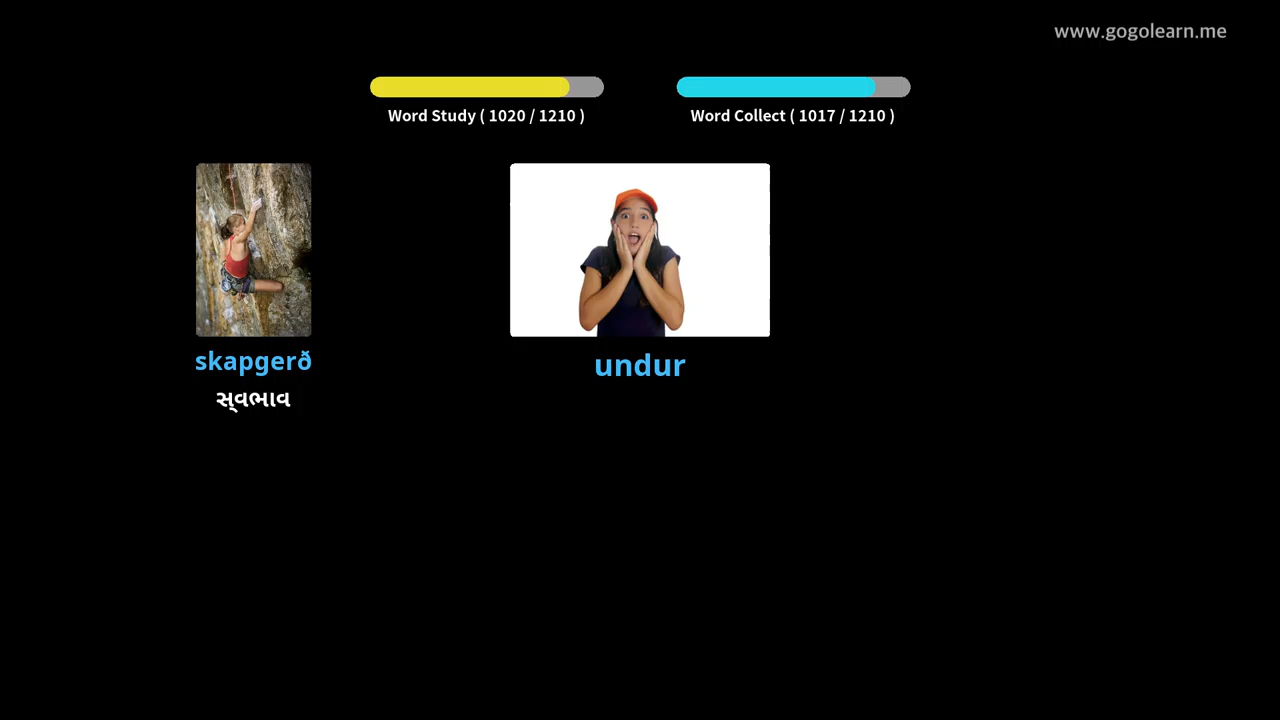 www.gogolearn.me
Word Study ( 1020 / 1210 )
Word Collect ( 1017 / 1210 )
skapgerð
સ્વભાવ
undur